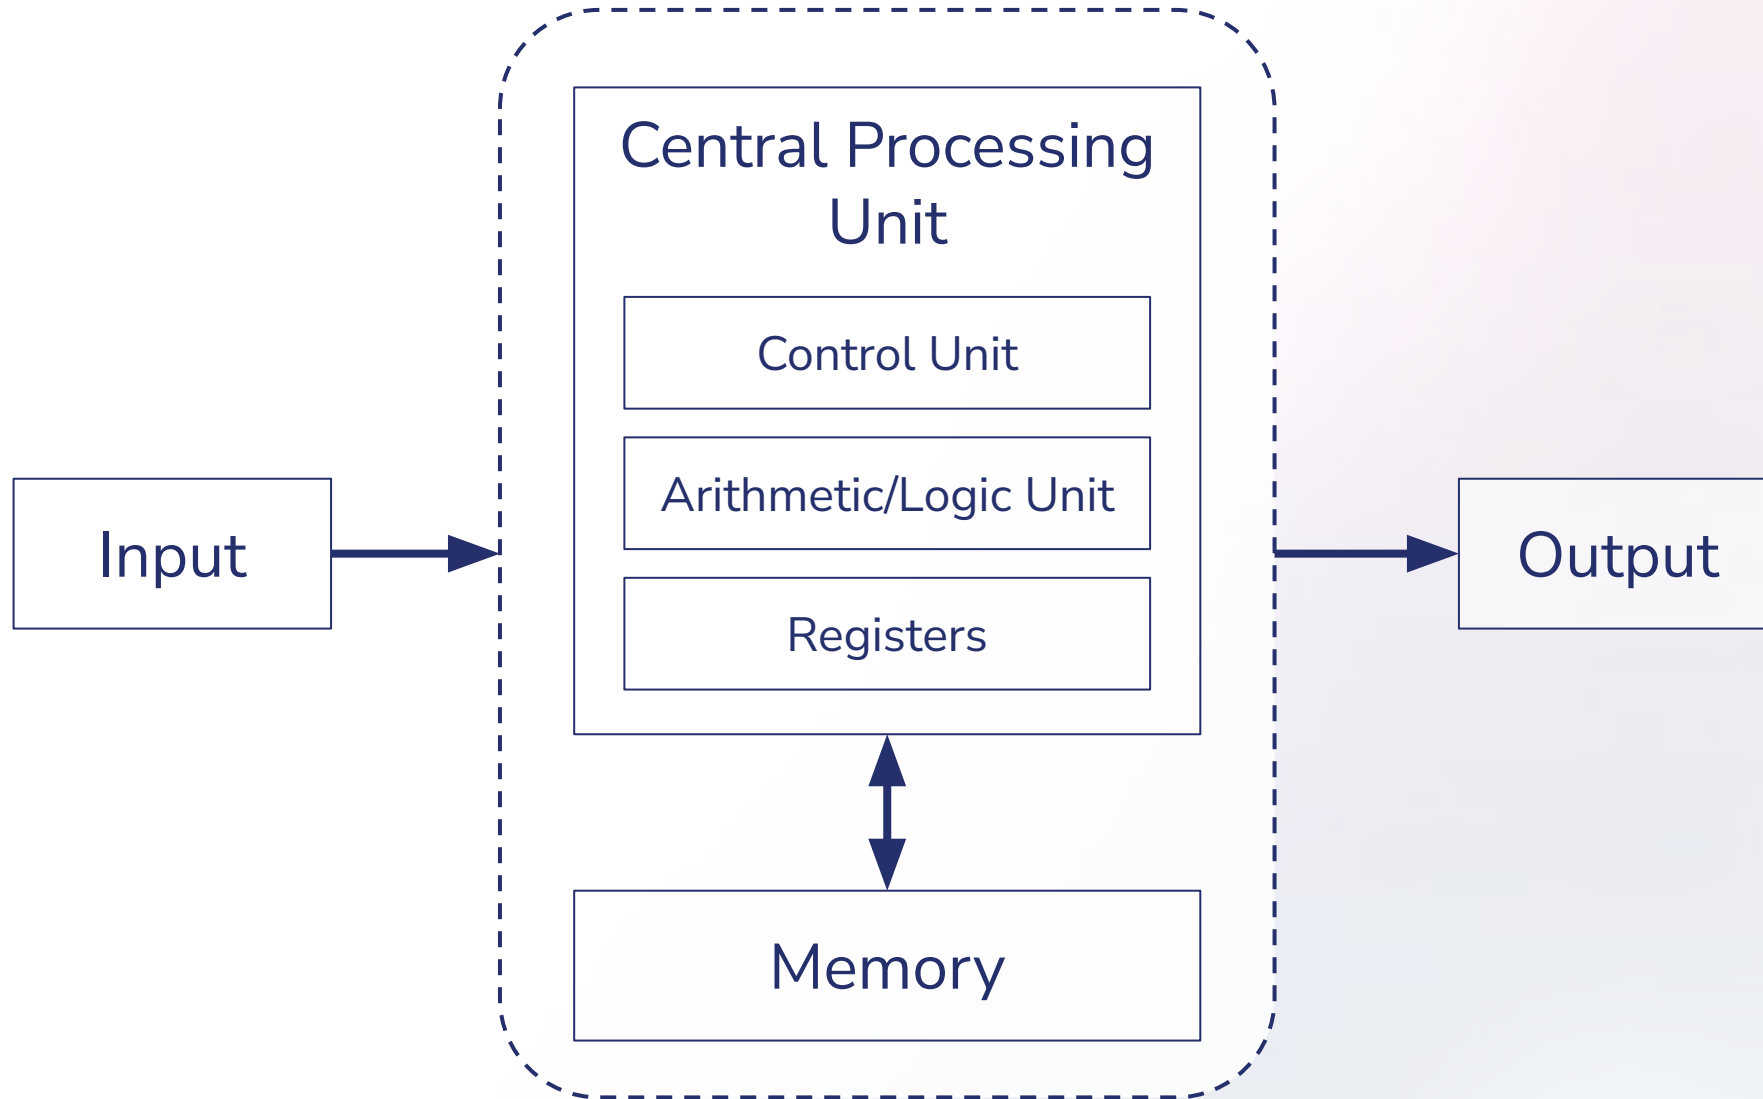 Central Processing
Unit
Control Unit
Arithmetic/Logic Unit
Registers
Input
Output
Memory